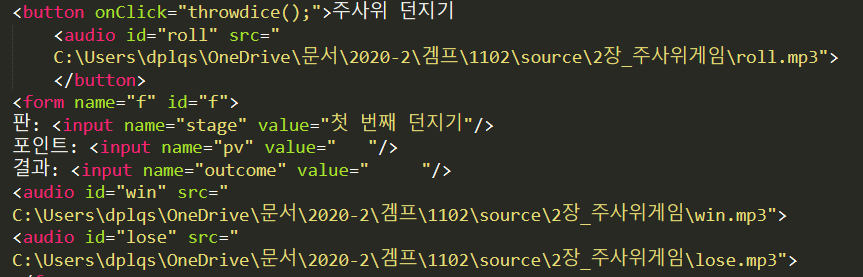 <button onClick="throwdice();">주사위 던지기
<audio id="roll" src="
C:\Users\dplqs\OneDrive\문서\2020-2\겜프\1102\source\2장_주사위게임\roll.mp3">
</button>
<form name="f" id="f">
판: <input name="stage" value="첫 번째 던지기"/>
포인트: <input name="pv" value="   "/>
결과: <input name="outcome" value="     "/>
<audio id="win" src="
C:\Users\dplqs\OneDrive\문서\2020-2\겜프\1102\source\2장_주사위게임\win.mp3">
<audio id="lose" src="
C:\Users\dplqs\OneDrive\문서\2020-2\겜프\1102\source\2장_주사위게임\lose.mp3">